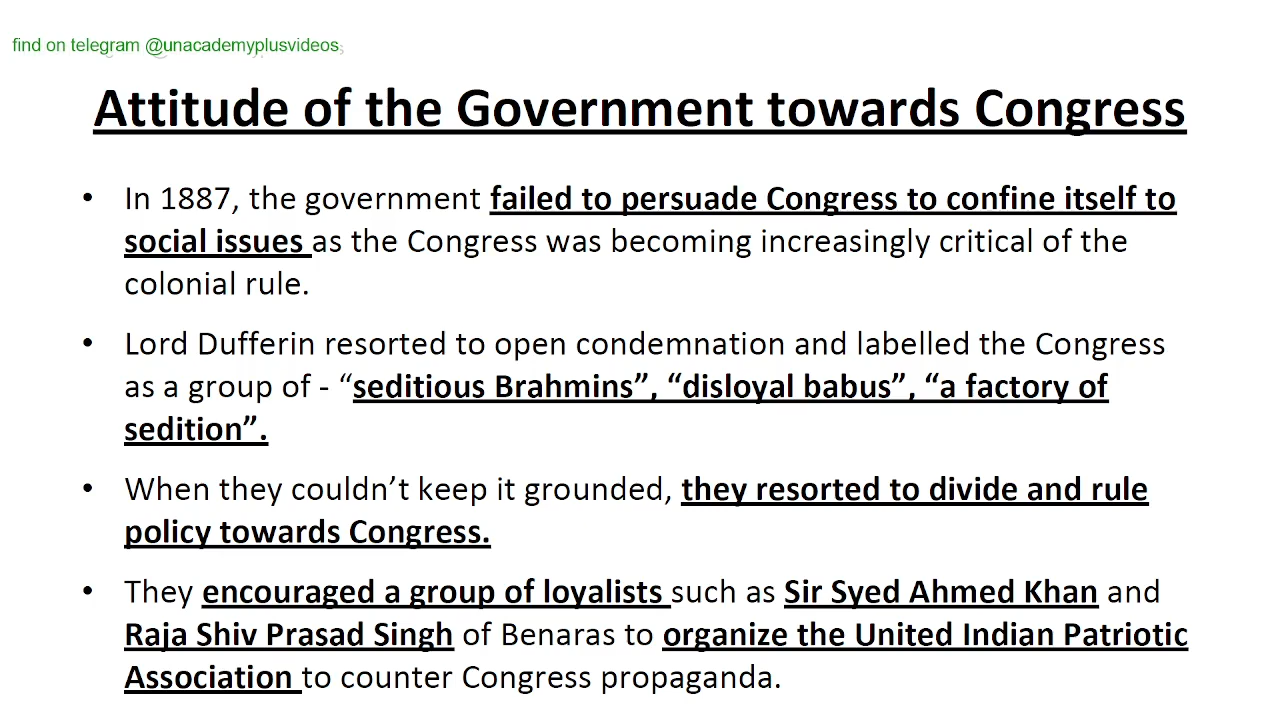 find on telegram @unacademyplusvideos
Attitude of the Government towards Congress
• In 1887, the government failed to persuade Congress to confine itself to
social issues as the Congress was becoming increasingly critical of the
colonial rule.
• Lord Dufferin resorted to open condemnation and labelled the Congress
as a group of - “seditious Brahmins”, “disloyal babus”, “a factory of
sedition”.
• When they couldn’t keep it grounded, they resorted to divide and rule
policy towards Congress.
• They encouraged a group of loyalists such as Sir Syed Ahmed Khan and
Raja Shiv Prasad Singh of Benaras to organize the United Indian Patriotic
Association to counter Congress propaganda.